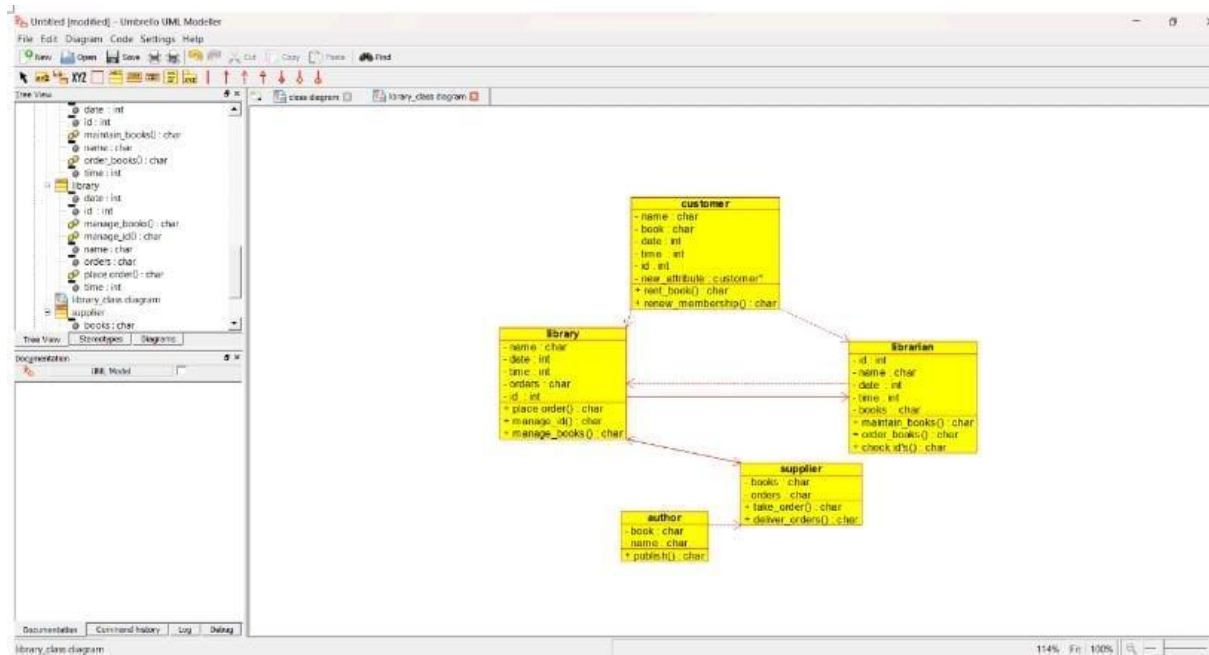 Untitled [modified] – Umbrello UML Modeller
File Edit Diagram Code Settings Help
New Open Save Cut Copy Paste Find
XYZ
Tree View
class diagram
library_class diagram
date : int
id : int
maintain_books() : char
name : char
order_books() : char
time : int
library
date : int
id : int
manage_books() : char
manage_id() : char
name : char
orders : char
place order() : char
time : int
library_class diagram
supplier
books : char
Tree View Stereotypes Diagrams
Documentation
UML Model
Documentation Command history Log Debug
library_class diagram
customer
- name : char
- book : char
- date : int
- time : int
- id : int
- new_attribute : customer*
+ rent_book() : char
+ renew_membership() : char
library
- name : char
- date : int
- time : int
- orders : char
- id : int
+ place order() : char
+ manage_id() : char
+ manage_books() : char
librarian
- id : int
- name : char
- date : int
- time : int
- books : char
+ maintain_books() : char
+ order_books() : char
+ check id's() : char
supplier
- books : char
- orders : char
+ take_order() : char
+ deliver_orders() : char
author
- book : char
name : char
+ publish() : char
114% Fit 100%